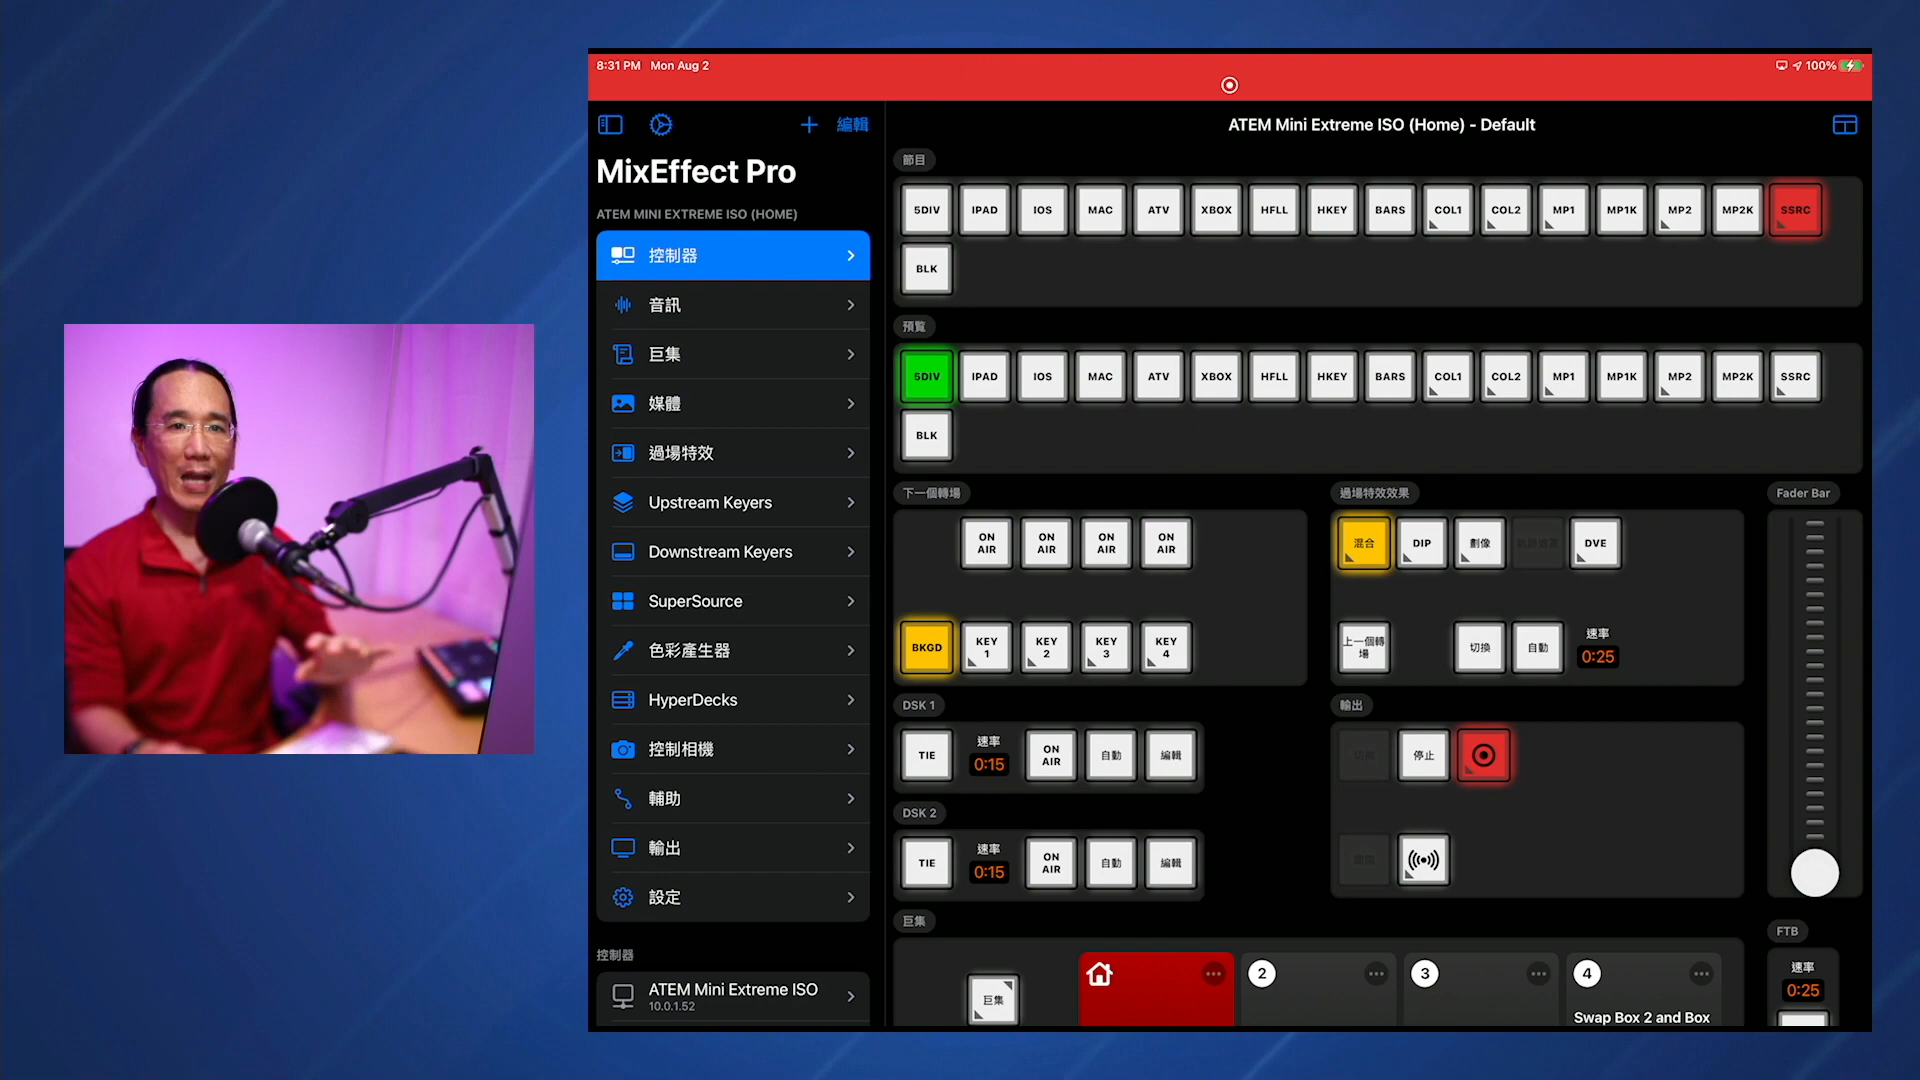 8:31 PM Mon Aug 2
100%
編輯
ATEM Mini Extreme ISO (Home) - Default
MixEffect Pro
ATEM MINI EXTREME ISO (HOME)
控制器
音訊
巨集
媒體
過場特效
Upstream Keyers
Downstream Keyers
SuperSource
色彩產生器
HyperDecks
控制相機
輔助
輸出
設定
控制器
ATEM Mini Extreme ISO
10.0.1.52
節目
5DIV IPAD IOS MAC ATV XBOX HFLL HKEY BARS COL1 COL2 MP1 MP1K MP2 MP2K SSRC
BLK
預覧
5DIV IPAD IOS MAC ATV XBOX HFLL HKEY BARS COL1 COL2 MP1 MP1K MP2 MP2K SSRC
BLK
下一個轉場
ON AIR ON AIR ON AIR ON AIR
BKGD KEY 1 KEY 2 KEY 3 KEY 4
過場特效效果
混合 DIP 劃像 DVE
上一個轉場 切換 自動 速率 0:25
Fader Bar
DSK 1
TIE 速率 0:15 ON AIR 自動 編輯
DSK 2
TIE 速率 0:15 ON AIR 自動 編輯
輸出
停止
巨集
巨集
2
3
4
Swap Box 2 and Box
FTB
速率
0:25